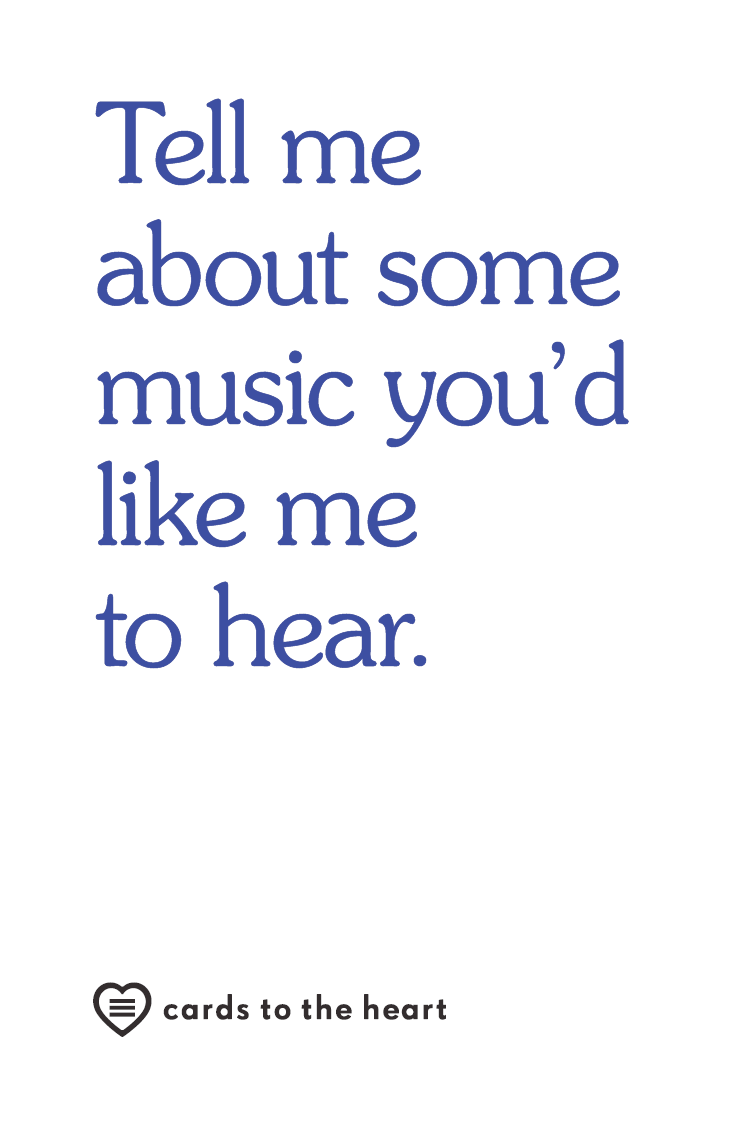 Tell me
about some
music you’d
like me
to hear.
cards to the heart